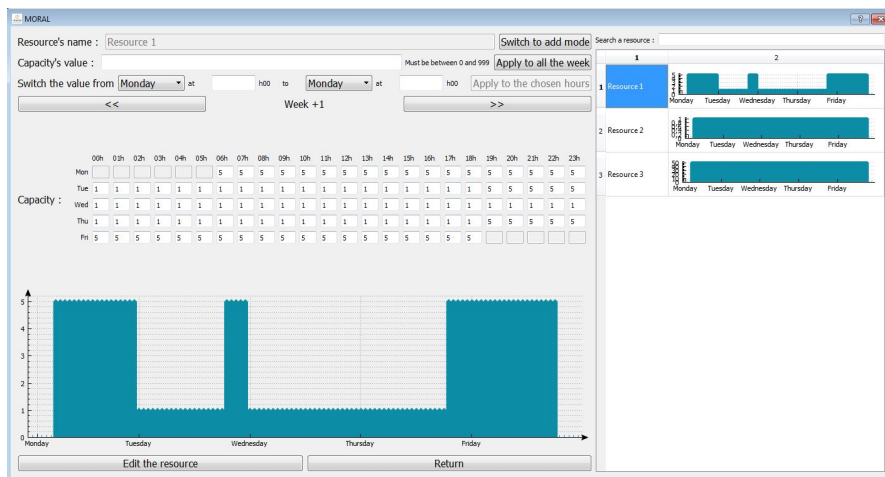 MORAL
Resource's name : Resource 1 Switch to add mode
Capacity's value : Must be between 0 and 999 Apply to all the week
Switch the value from Monday at h00 to Monday at h00 Apply to the chosen hours
<< Week +1 >>
00h 01h 02h 03h 04h 05h 06h 07h 08h 09h 10h 11h 12h 13h 14h 15h 16h 17h 18h 19h 20h 21h 22h 23h
Mon 5 5 5 5 5 5 5 5 5 5 5 5 5 5 5 5 5 5
Tue 1 1 1 1 1 1 1 1 1 1 1 1 1 1 1 1 1 1 1 1 1 1 1 1
Capacity :
Wed 1 1 1 1 1 1 1 1 1 1 1 1 1 1 1 1 1 1 1 1 1 1 1 1
Thu 1 1 1 1 1 1 1 1 1 1 1 1 1 1 1 1 1 1 1 5 5 5 5 5
Fri 5 5 5 5 5 5 5 5 5 5 5 5 5 5 5 5 5 5 5
5
4
3
2
1
0
Monday Tuesday Wednesday Thursday Friday
Edit the resource Return
Search a resource :
1 2
1 Resource 1
Monday Tuesday Wednesday Thursday Friday
2 Resource 2
Monday Tuesday Wednesday Thursday Friday
3 Resource 3
Monday Tuesday Wednesday Thursday Friday